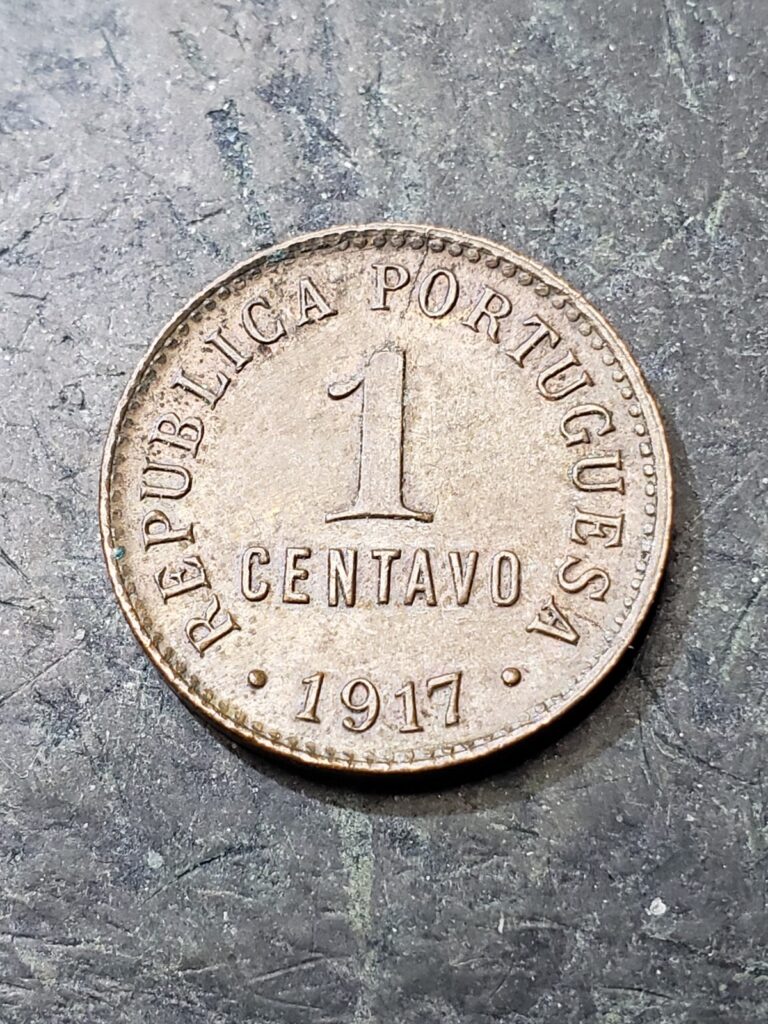 REPUBLICA PORTUGUESA
1
CENTAVO
• 1917 •